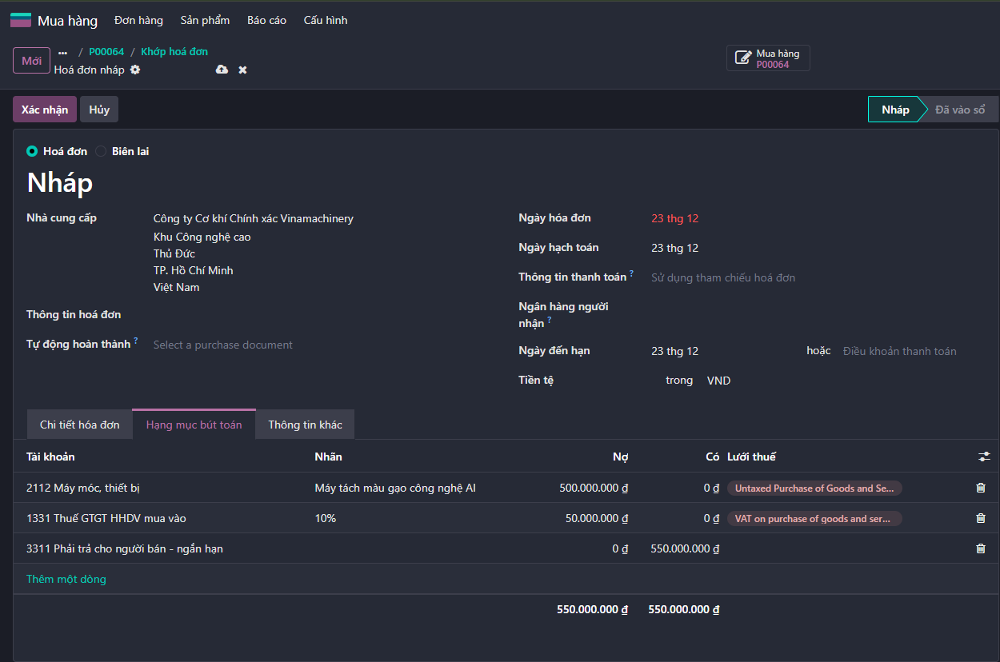 Mua hàng Đơn hàng Sản phẩm Báo cáo Cấu hình
Mới ... / P00064 / Khớp hoá đơn
Hoá đơn nháp
Mua hàng
P00064
Xác nhận Hủy Nháp Đã vào sổ
Hoá đơn Biên lai
Nháp
Nhà cung cấp Công ty Cơ khí Chính xác Vinamachinery
Khu Công nghệ cao
Thủ Đức
TP. Hồ Chí Minh
Việt Nam
Thông tin hoá đơn
Tự động hoàn thành ? Select a purchase document
Ngày hóa đơn 23 thg 12
Ngày hạch toán 23 thg 12
Thông tin thanh toán ? Sử dụng tham chiếu hoá đơn
Ngân hàng người
nhận ?
Ngày đến hạn 23 thg 12 hoặc Điều khoản thanh toán
Tiền tệ trong VND
Chi tiết hóa đơn Hạng mục bút toán Thông tin khác
Tài khoản Nhãn Nợ Có Lưới thuế
2112 Máy móc, thiết bị Máy tách màu gạo công nghệ AI 500.000.000 ₫ 0 ₫ Untaxed Purchase of Goods and Se...
1331 Thuế GTGT HHDV mua vào 10% 50.000.000 ₫ 0 ₫ VAT on purchase of goods and ser...
3311 Phải trả cho người bán - ngắn hạn 0 ₫ 550.000.000 ₫
Thêm một dòng
550.000.000 ₫ 550.000.000 ₫